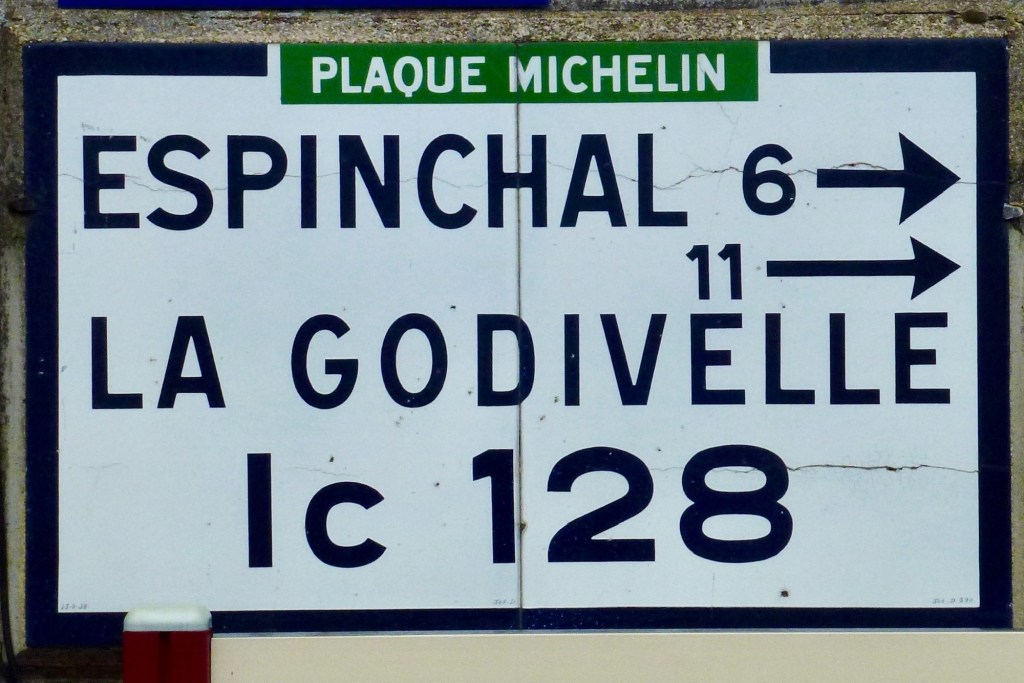 PLAQUE MICHELIN
ESPINCHAL 6
11
LA GODIVELLE
Ic 128